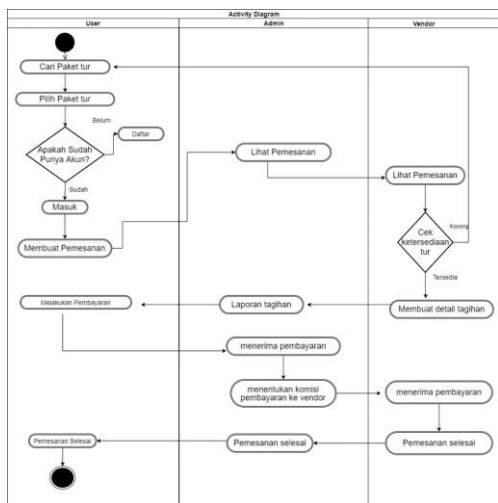 Activity Diagram
User
Admin
Vendor
Cari Paket tur
Pilih Paket tur
Belum
Apakah Sudah
Punya Akun?
Daftar
Sudah
Masuk
Membuat Pemesanan
Lihat Pemesanan
Lihat Pemesanan
Kosong
Cek
ketersediaan
tur
Tersedia
Melakukan Pembayaran
Laporan tagihan
Membuat detail tagihan
menerima pembayaran
menentukan komisi
pembayaran ke vendor
menerima pembayaran
Pemesanan Selesai
Pemesanan selesai
Pemesanan selesai